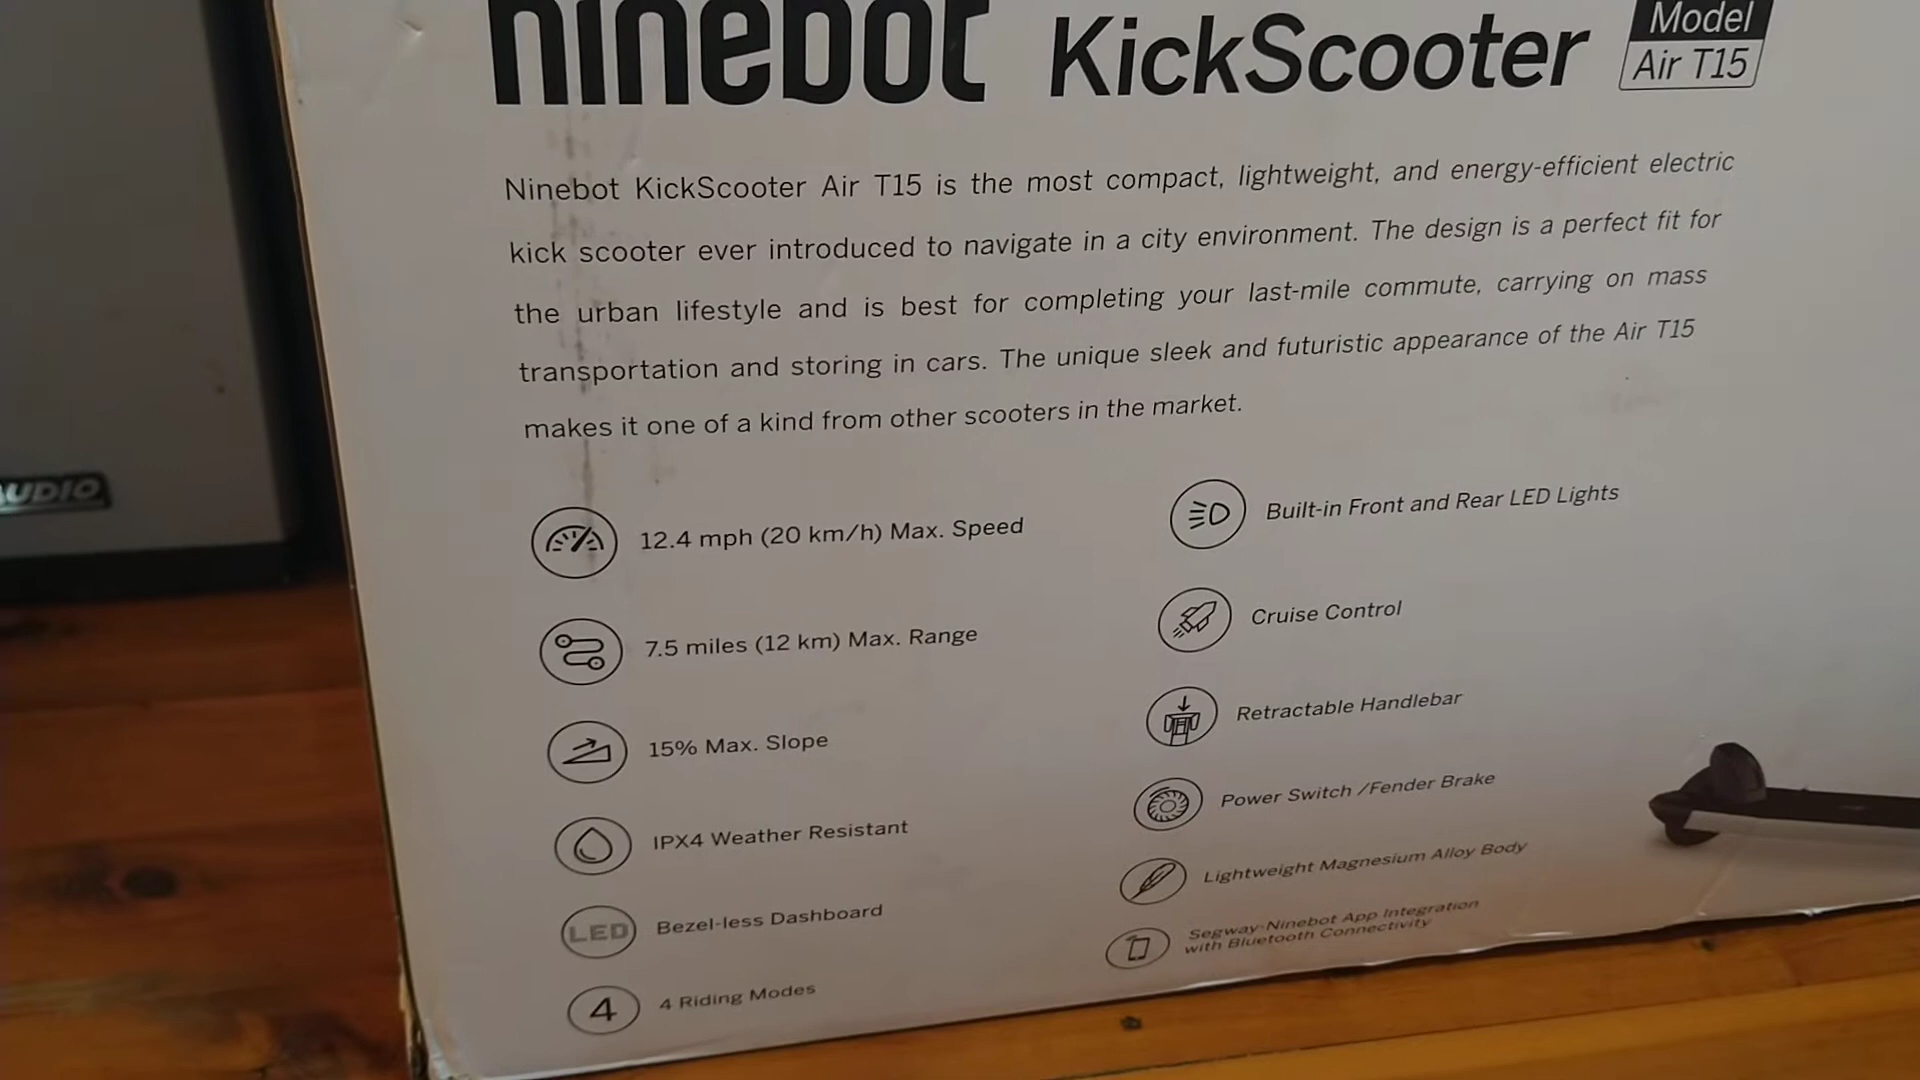 ninebot KickScooter
Model
Air T15
Ninebot KickScooter Air T15 is the most compact, lightweight, and energy-efficient electric
kick scooter ever introduced to navigate in a city environment. The design is a perfect fit for
the urban lifestyle and is best for completing your last-mile commute, carrying on mass
transportation and storing in cars. The unique sleek and futuristic appearance of the Air T15
makes it one of a kind from other scooters in the market.
12.4 mph (20 km/h) Max. Speed
7.5 miles (12 km) Max. Range
15% Max. Slope
IPX4 Weather Resistant
LED
Bezel-less Dashboard
4
4 Riding Modes
Built-in Front and Rear LED Lights
Cruise Control
Retractable Handlebar
Power Switch /Fender Brake
Lightweight Magnesium Alloy Body
Segway-Ninebot App Integration
with Bluetooth Connectivity